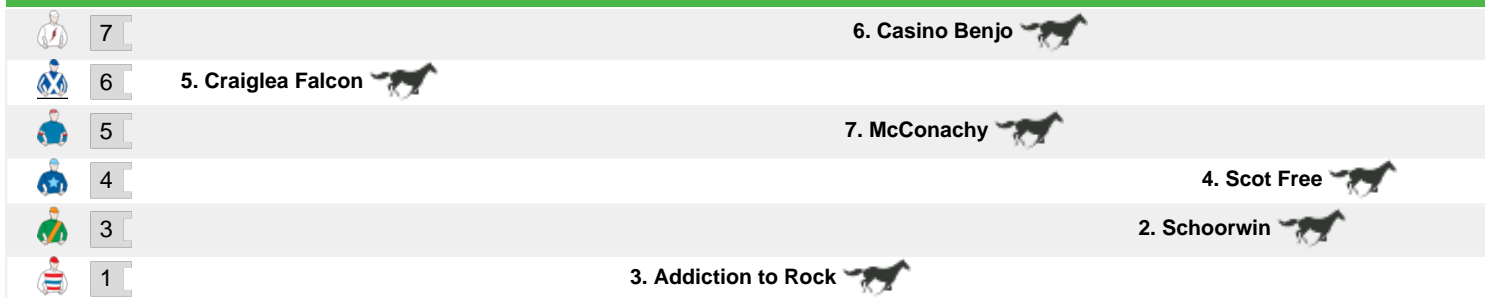 7 6. Casino Benjo
6 5. Craiglea Falcon
5 7. McConachy
4 4. Scot Free
3 2. Schoorwin
1 3. Addiction to Rock